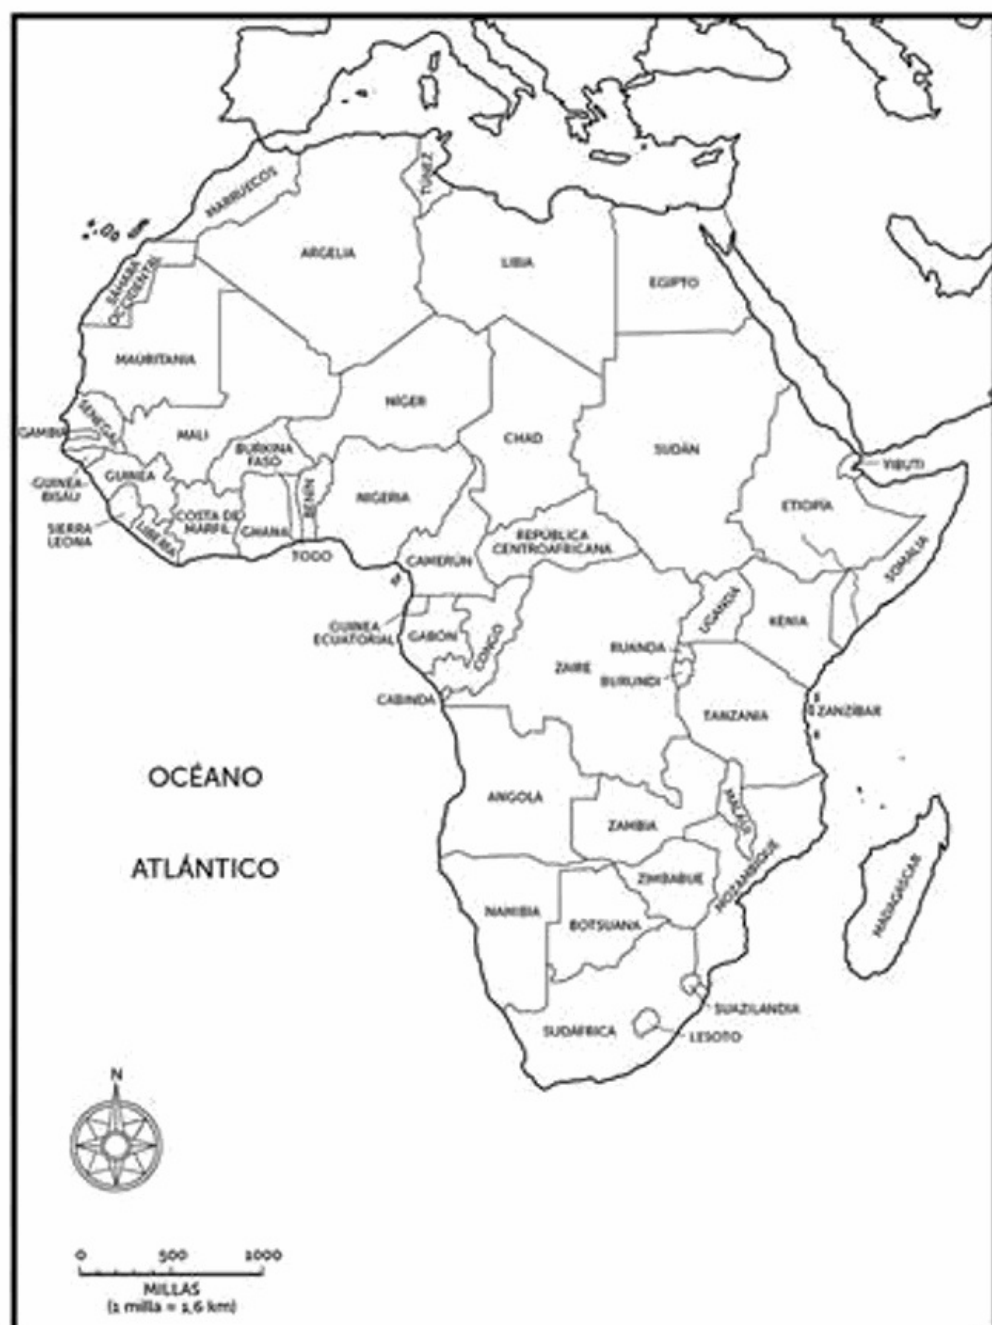 TÚNEZ
MARRUECOS
ARGELIA
LIBIA
EGIPTO
SÁHARA
OCCIDENTAL
MAURITANIA
NÍGER
CHAD
SUDÁN
SENEGAL
GAMBIA
MALI
BURKINA
FASO
YIBUTI
GUINEA-
BISÁU
GUINEA
NIGERIA
BENÍN
ETIOPÍA
SIERRA
LEONA
LIBERIA
COSTA DE
MARFIL
GHANA
TOGO
CAMERÚN
REPÚBLICA
CENTROAFRICANA
SOMALIA
GUINEA
ECUATORIAL
GABÓN
CONGO
UGANDA
KENIA
RUANDA
ZAIRE
BURUNDI
CABINDA
TANZANIA
ZANZÍBAR
OCÉANO
ATLÁNTICO
ANGOLA
ZAMBIA
MALAUI
MOZAMBIQUE
ZIMBABUE
NAMIBIA
BOTSUANA
MADAGASCAR
SUAZILANDIA
SUDÁFRICA
LESOTO
N
0 500 1000
MILLAS
(1 milla = 1,6 km)